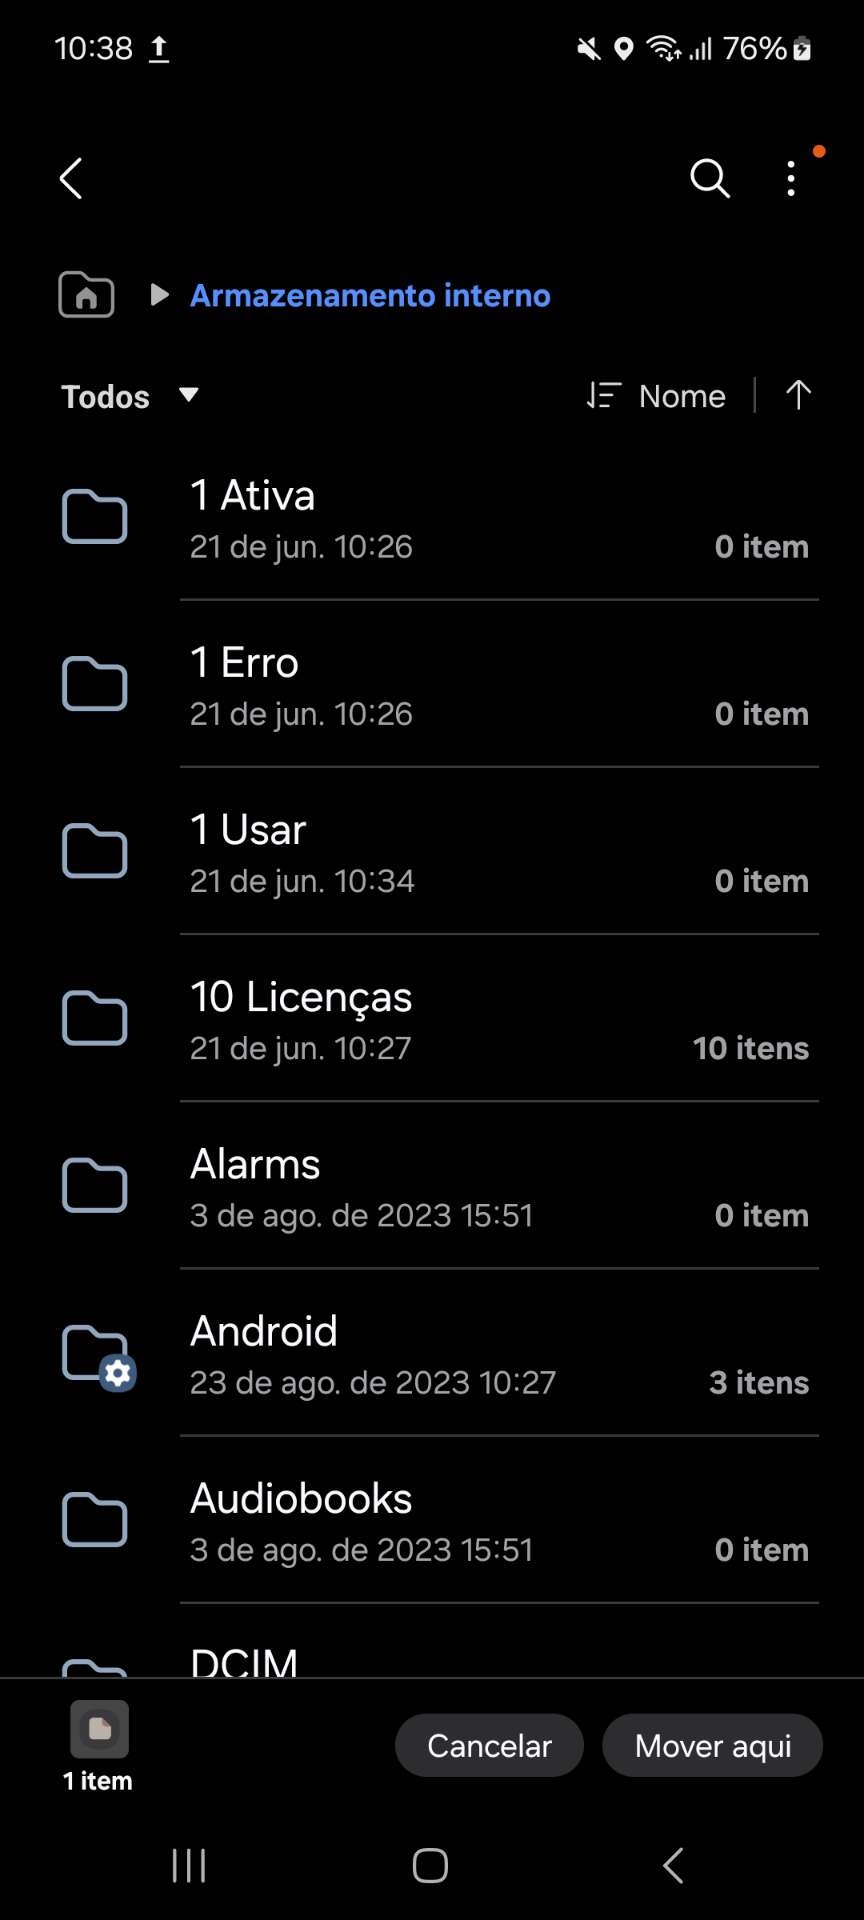 10:38
76%
Armazenamento interno
Todos
Nome
1 Ativa
21 de jun. 10:26
0 item
1 Erro
21 de jun. 10:26
0 item
1 Usar
21 de jun. 10:34
0 item
10 Licenças
21 de jun. 10:27
10 itens
Alarms
3 de ago. de 2023 15:51
0 item
Android
23 de ago. de 2023 10:27
3 itens
Audiobooks
3 de ago. de 2023 15:51
0 item
DCIM
1 item
Cancelar
Mover aqui